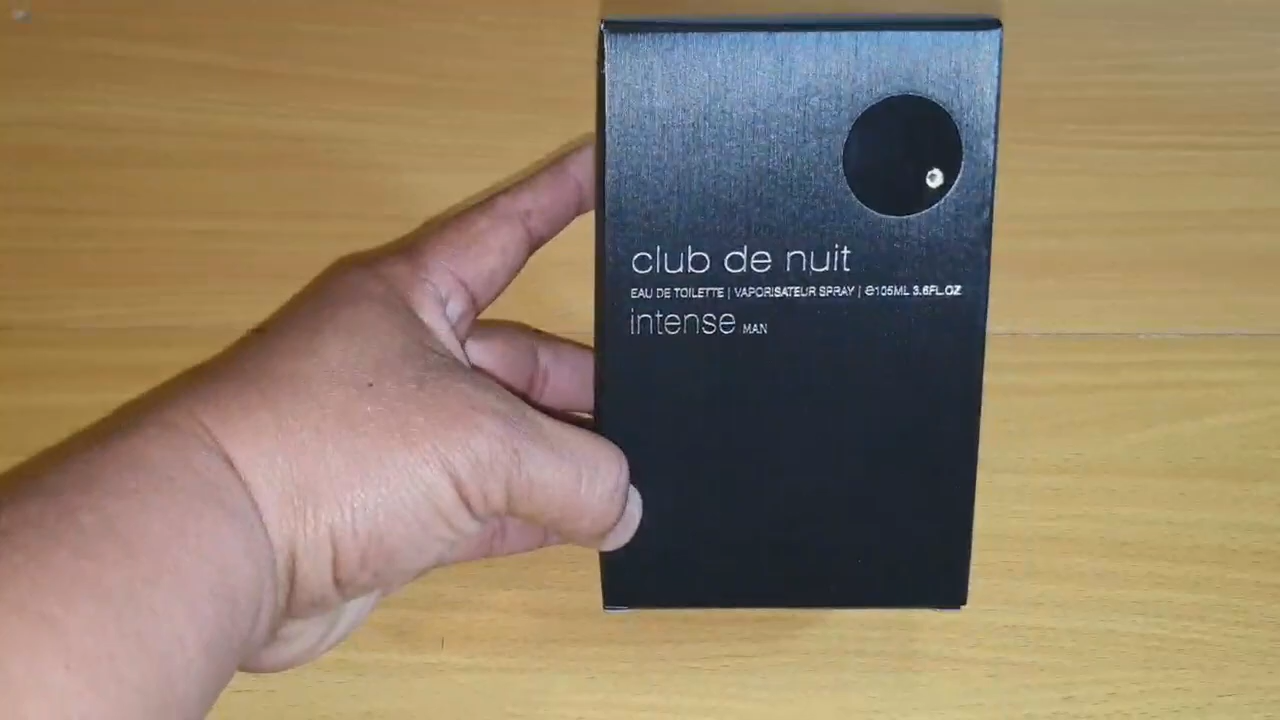 club de nuit
EAU DE TOILETTE | VAPORISATEUR SPRAY | ℮105ML 3.6FL.OZ
intense MAN